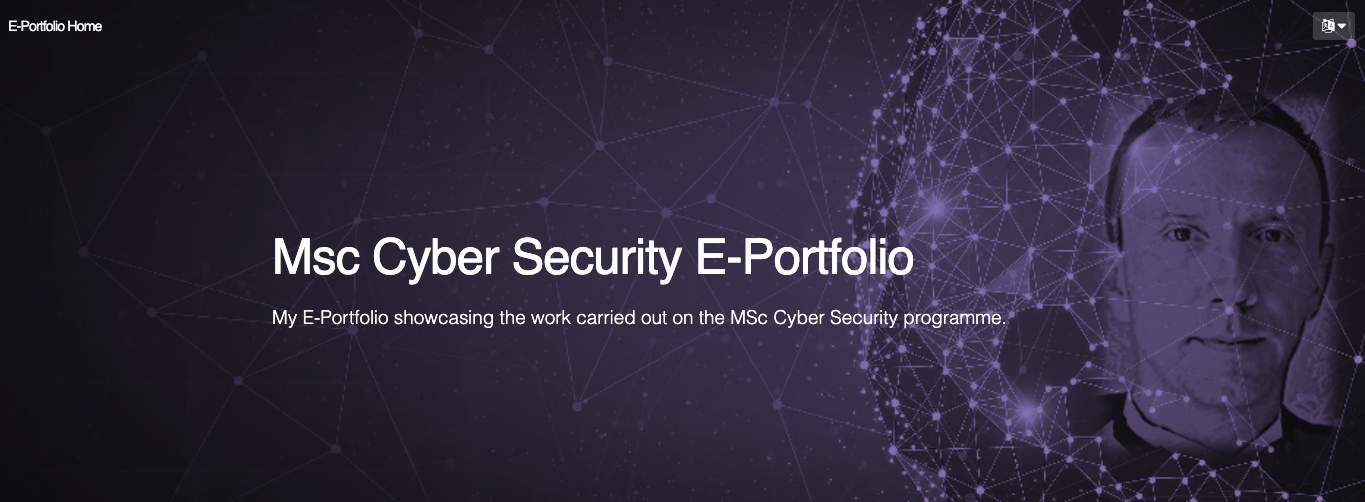 E-Portfolio Home
Msc Cyber Security E-Portfolio
My E-Portfolio showcasing the work carried out on the MSc Cyber Security programme.